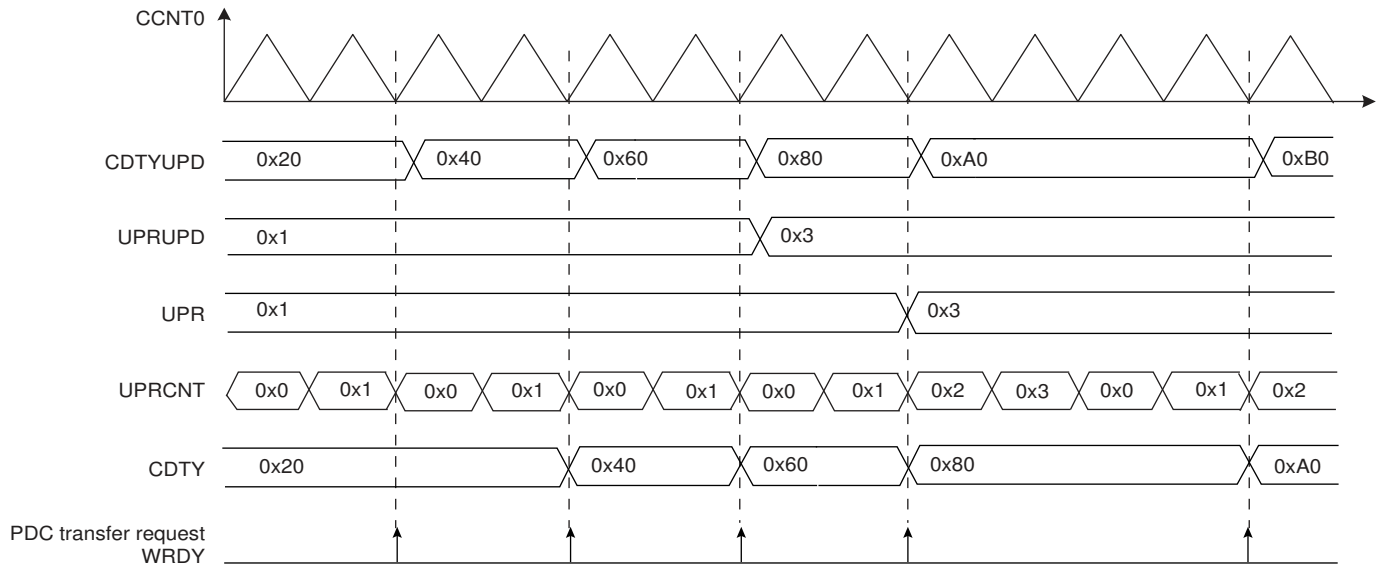 CCNT0
CDTYUPD 0x20 0x40 0x60 0x80 0xA0 0xB0
UPRUPD 0x1 0x3
UPR 0x1 0x3
UPRCNT 0x0 0x1 0x0 0x1 0x0 0x1 0x0 0x1 0x2 0x3 0x0 0x1 0x2
CDTY 0x20 0x40 0x60 0x80 0xA0
PDC transfer request
WRDY